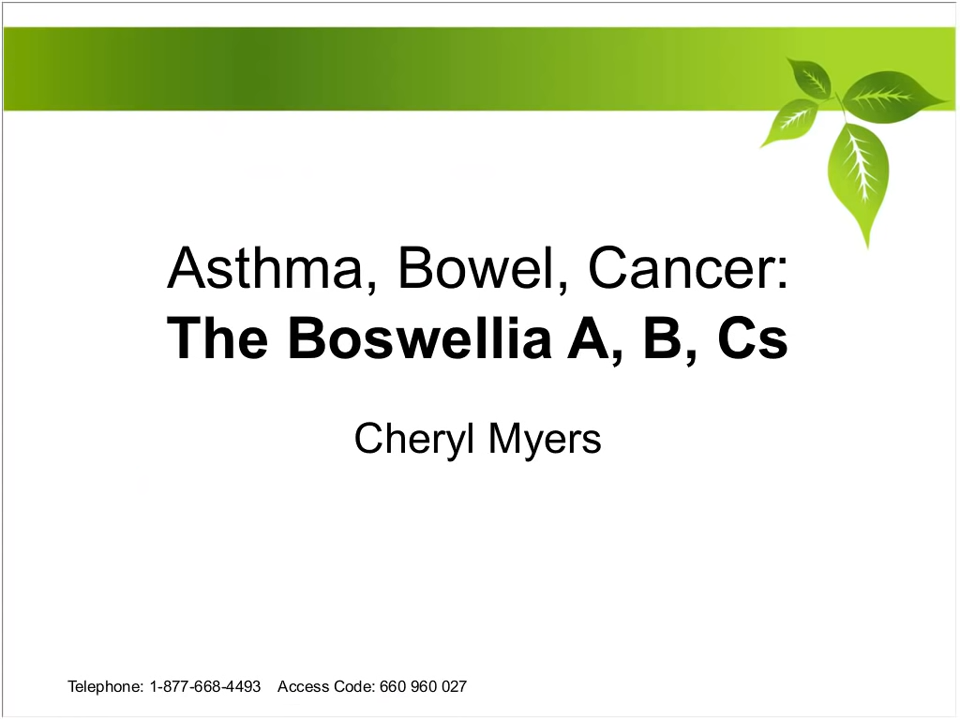 Asthma, Bowel, Cancer:
The Boswellia A, B, Cs
Cheryl Myers
Telephone: 1-877-668-4493 Access Code: 660 960 027